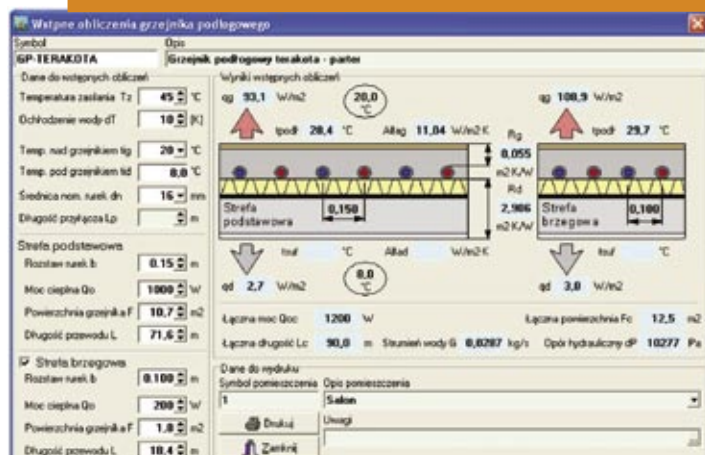 Wstpne obliczenia grzejnika podłogowego
Symbol Opis
GP-TERAKOTA Grzejnik podłogowy terakota - parter
Dane do wstępnych obliczeń
Temperatura zasilania Tz 45 °C
Ochłodzenie wody dT 10 [K]
Temp. nad grzejnikiem tig 20 °C
Temp. pod grzejnikiem tid 8,0 °C
Średnica nom. rurek dn 16 mm
Długość przyłącza Lp m
Strefa podstawowa
Rozstaw rurek b 0.15 m
Moc cieplna Qo 1000 W
Powierzchnia grzejnika F 10,7 m2
Długość przewodu L 71,6 m
Strefa brzegowa
Rozstaw rurek b 0.100 m
Moc cieplna Qo 200 W
Powierzchnia grzejnika F 1,8 m2
Długość przewodu L 18,4 m
Wyniki wstępnych obliczeń
qg 93,1 W/m2 20,0 °C qg 108,9 W/m2
tpodł 28,4 °C Alfag 11,04 W/m2K Rg tpodł 29,7 °C
0,055
m2K/W
Rd
2,986
m2K/W
Strefa podstawowa 0,150
Strefa brzegowa 0,100
tsuf °C Alfad W/m2K tsuf °C
qd 2,7 W/m2 °C qd 3,0 W/m2
Łączna moc Qoc 1200 W Łączna powierzchnia Fc 12,5 m2
Łączna długość Lc 90,0 m Strumień wody G 0,0287 kg/s Opór hydrauliczny dP 10277 Pa
Dane do wydruku
Symbol pomieszczenia Opis pomieszczenia
1 Salon
Drukuj Uwagi
Zamknij